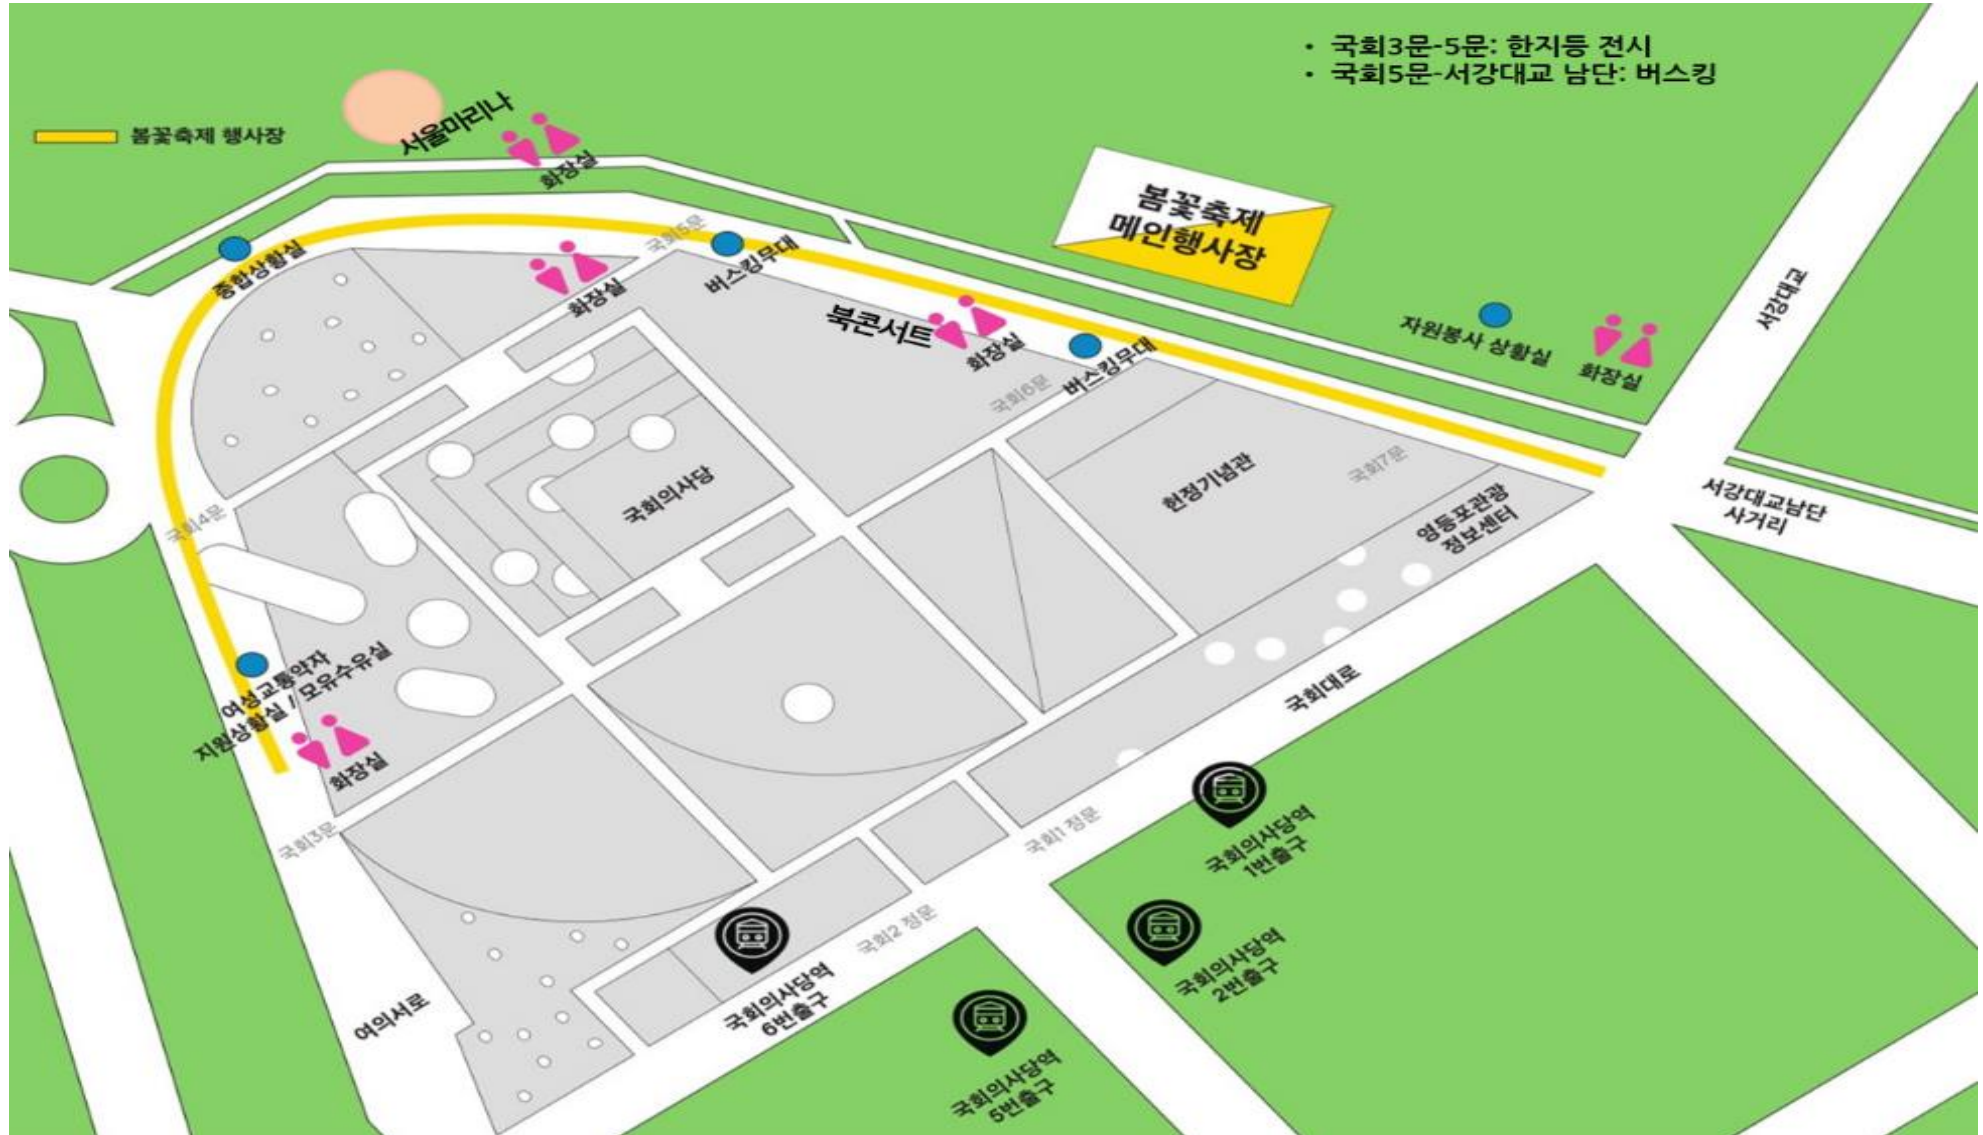 • 국회3문-5문: 한지등 전시
• 국회5문-서강대교 남단: 버스킹
봄꽃축제 행사장
서울마리나
화장실
봄꽃축제
메인행사장
종합상황실
국회5문
화장실
버스킹무대
북콘서트
화장실
버스킹무대
국회6문
자원봉사 상황실
화장실
서강대교
국회의사당
헌정기념관
국회7문
영등포관광
정보센터
서강대교남단
사거리
국회4문
여성교통약자
지원상황실 / 모유수유실
화장실
국회3문
국회대로
국회의사당역
1번출구
국회1 정문
국회2 정문
국회의사당역
2번출구
국회의사당역
6번출구
국회의사당역
5번출구
여의서로